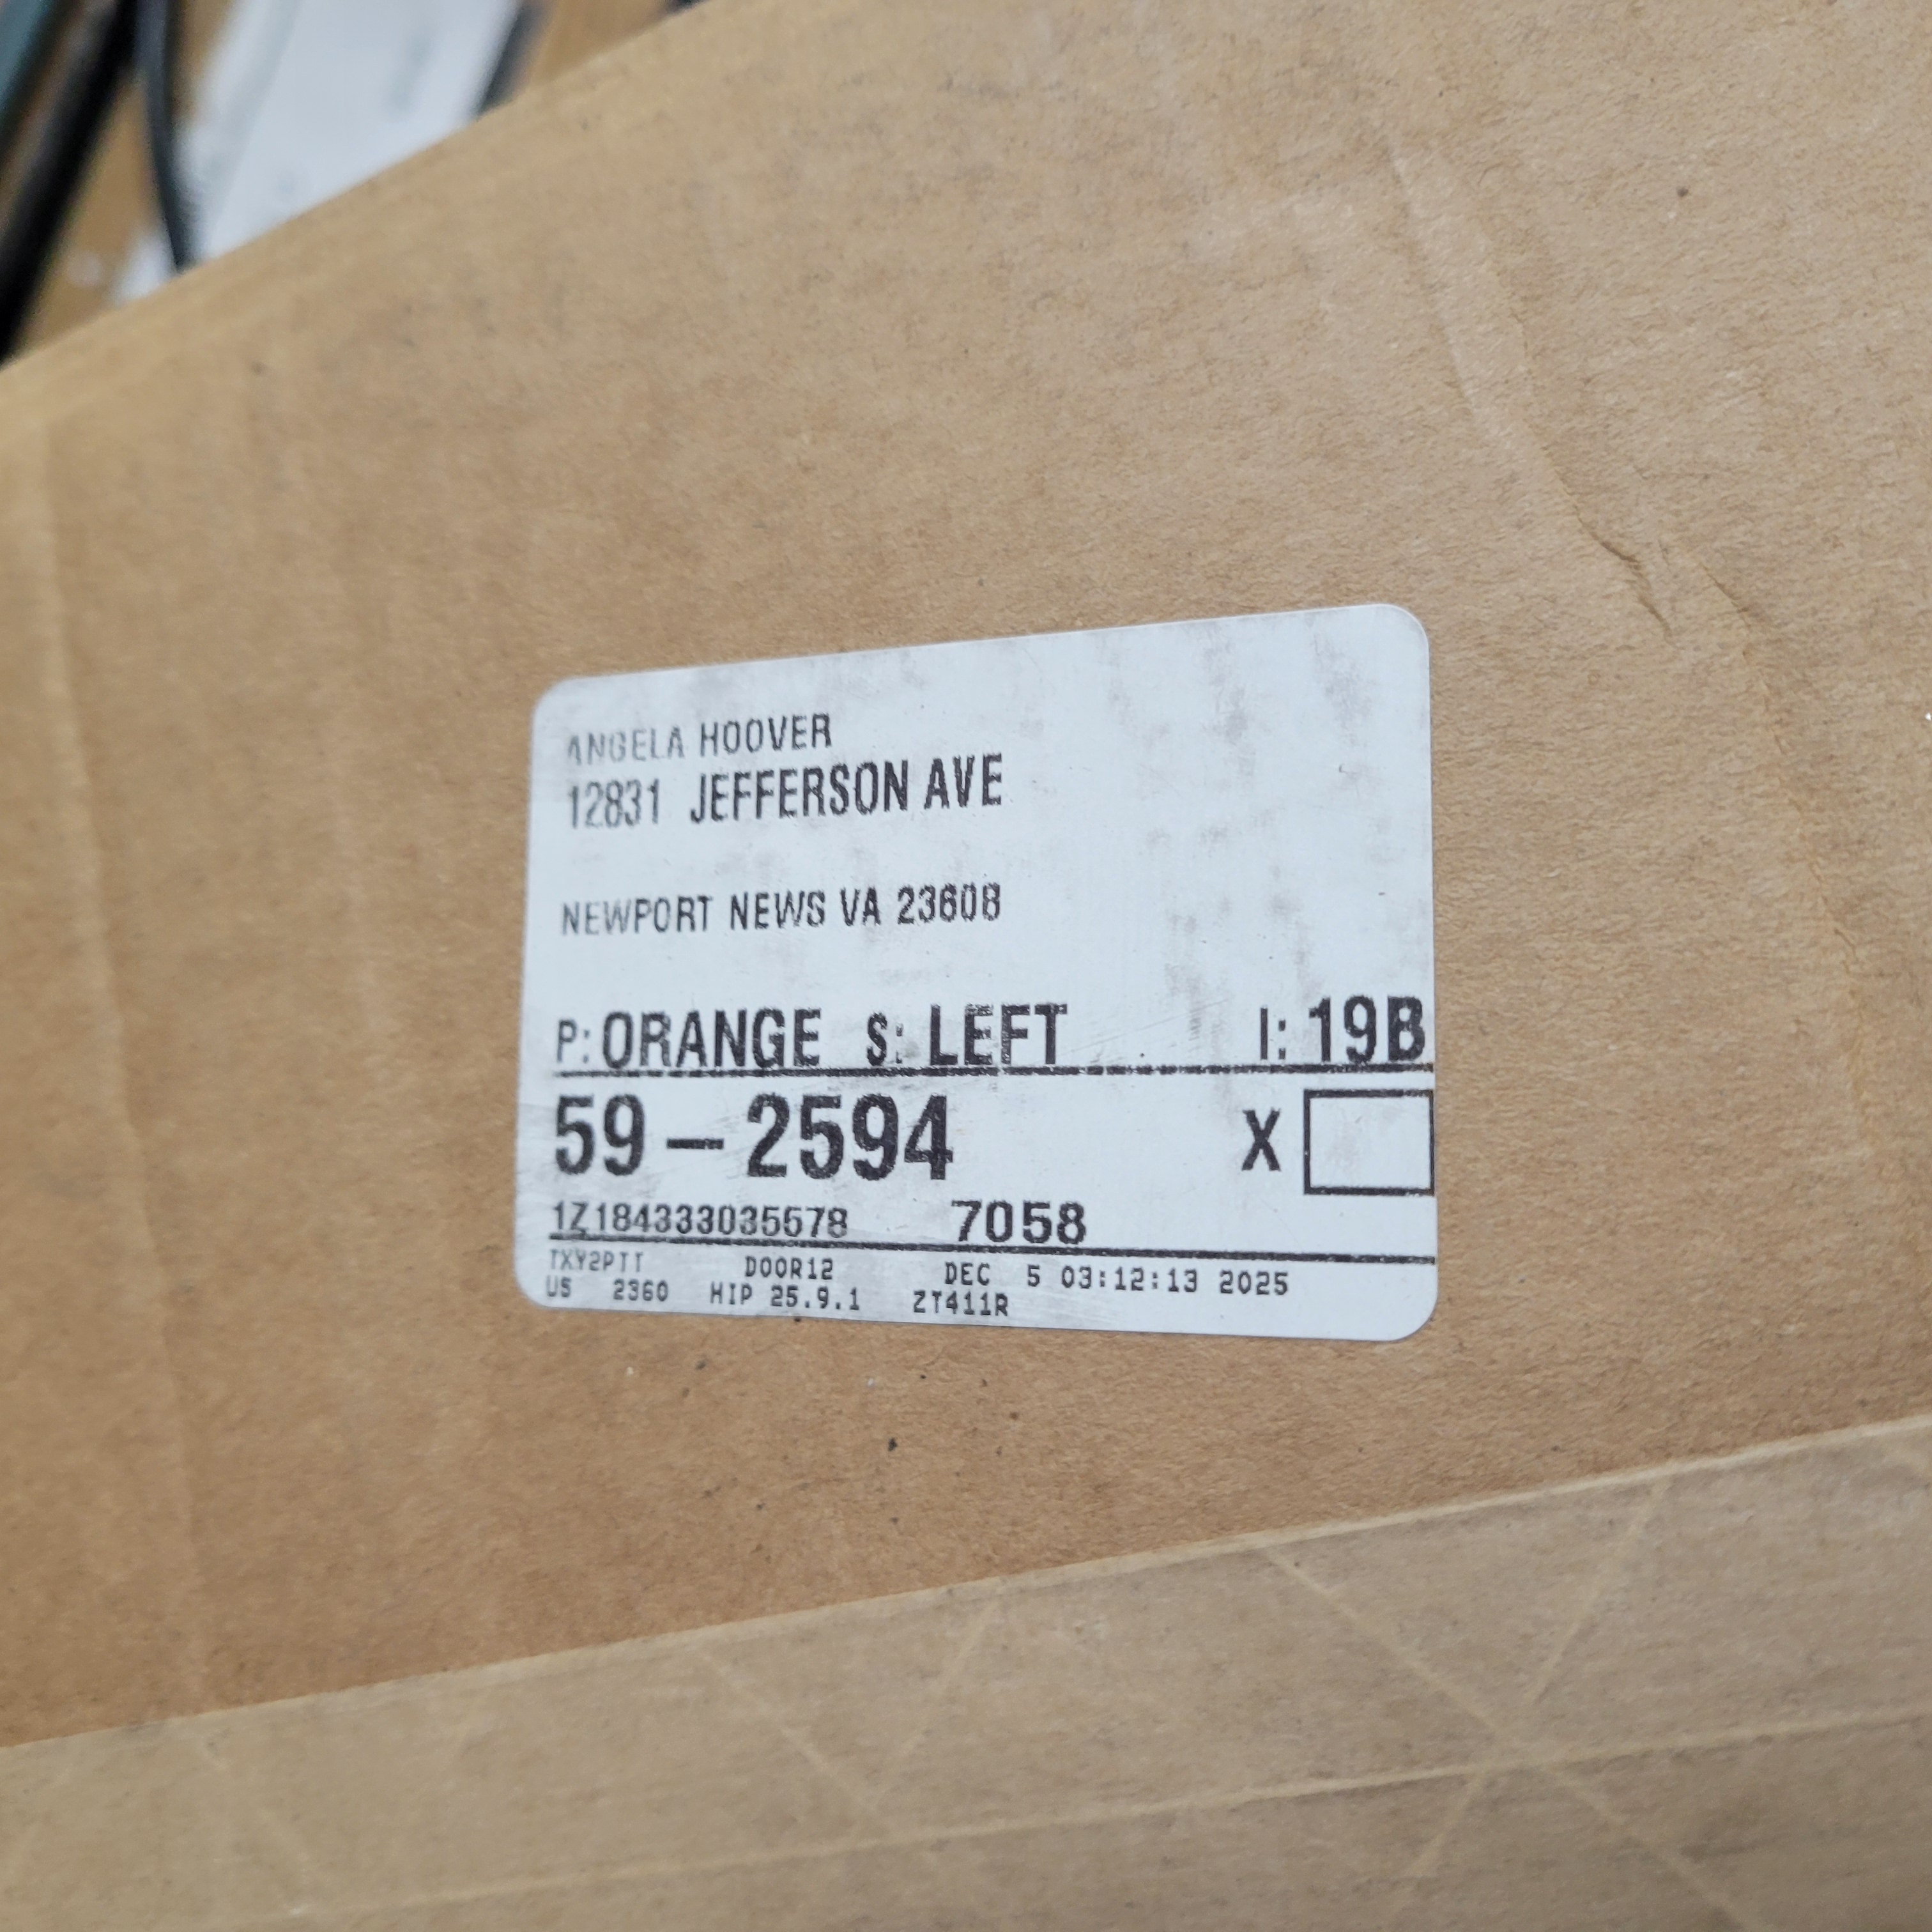 ANGELA HOOVER
12831 JEFFERSON AVE
NEWPORT NEWS VA 23608
P: ORANGE S: LEFT I: 19B
59-2594 X
1Z184333035578 7058
TXY2PTT DOOR12 DEC 5 03:12:13 2025
US 2360 HIP 25.9.1 ZT411R